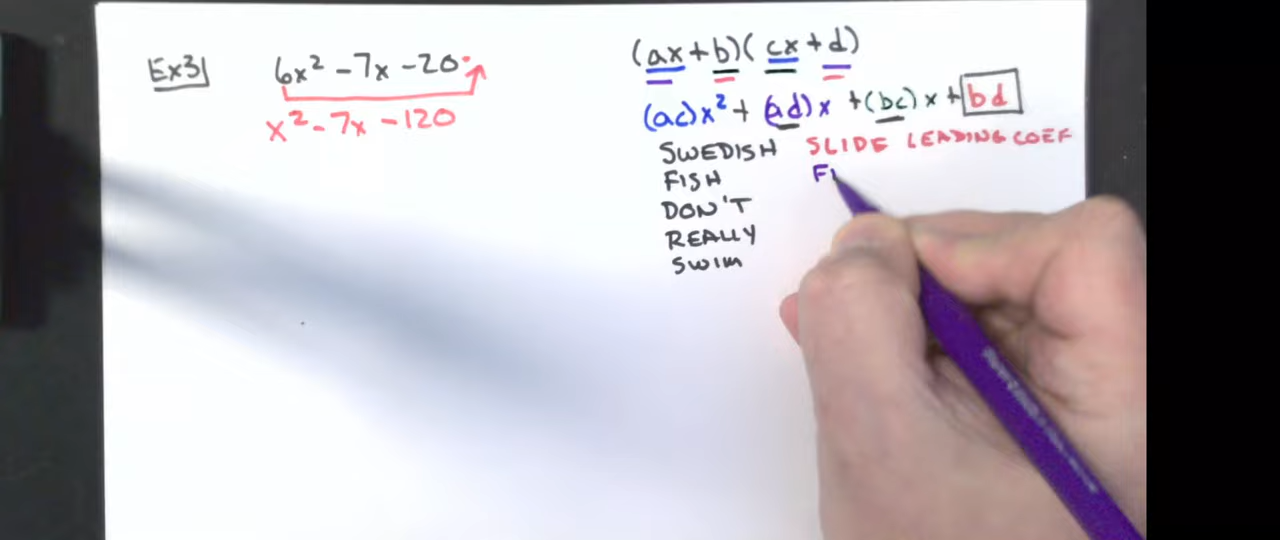 Ex3
6x² - 7x - 20·
x² - 7x - 120
(ax + b)(cx + d)
(ac)x² + (ad)x + (bc)x + bd
SWEDISH SLIDE LEADING COEF
FISH FI
DON'T
REALLY
SWIM